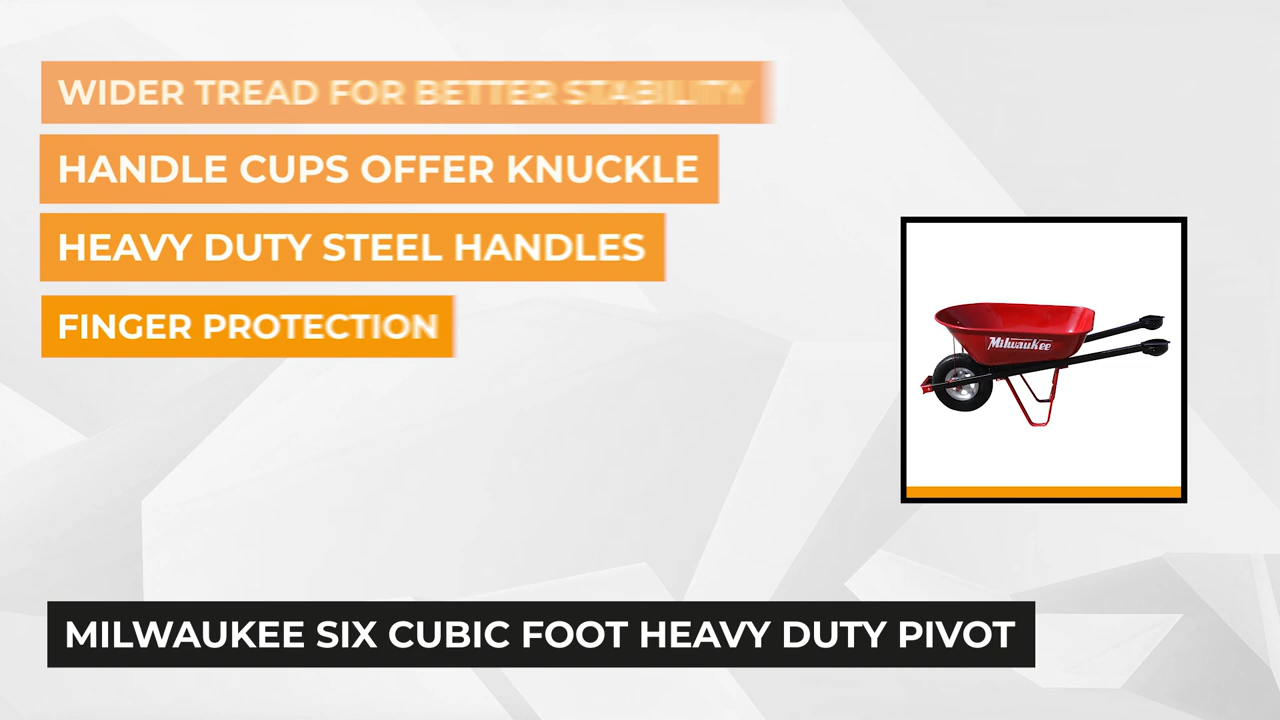 WIDER TREAD FOR BETTER STABILITY
HANDLE CUPS OFFER KNUCKLE
HEAVY DUTY STEEL HANDLES
FINGER PROTECTION
Milwaukee
MILWAUKEE SIX CUBIC FOOT HEAVY DUTY PIVOT